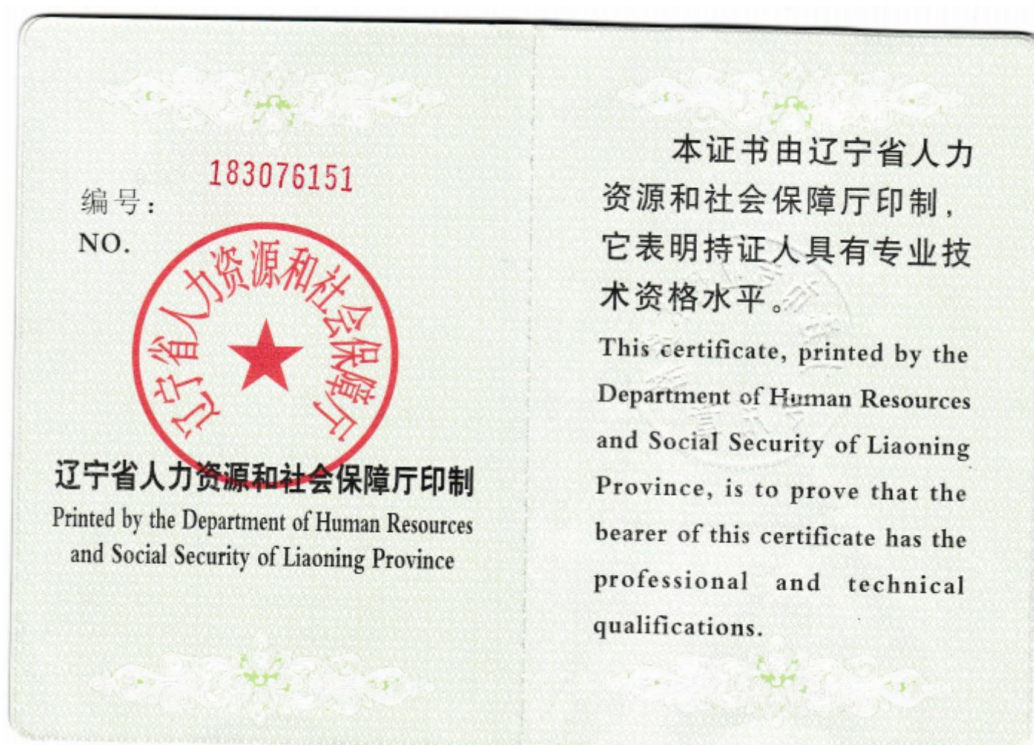 183076151
编号：
NO.
辽宁省人力资源和社会保障厅
辽宁省人力资源和社会保障厅印制
Printed by the Department of Human Resources
and Social Security of Liaoning Province
本证书由辽宁省人力
资源和社会保障厅印制，
它表明持证人具有专业技
术资格水平。
This certificate, printed by the
Department of Human Resources
and Social Security of Liaoning
Province, is to prove that the
bearer of this certificate has the
professional and technical
qualifications.